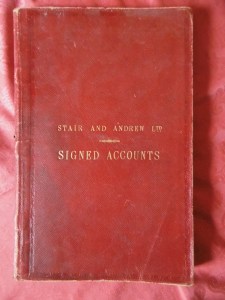 STAIR AND ANDREW LTD
SIGNED ACCOUNTS